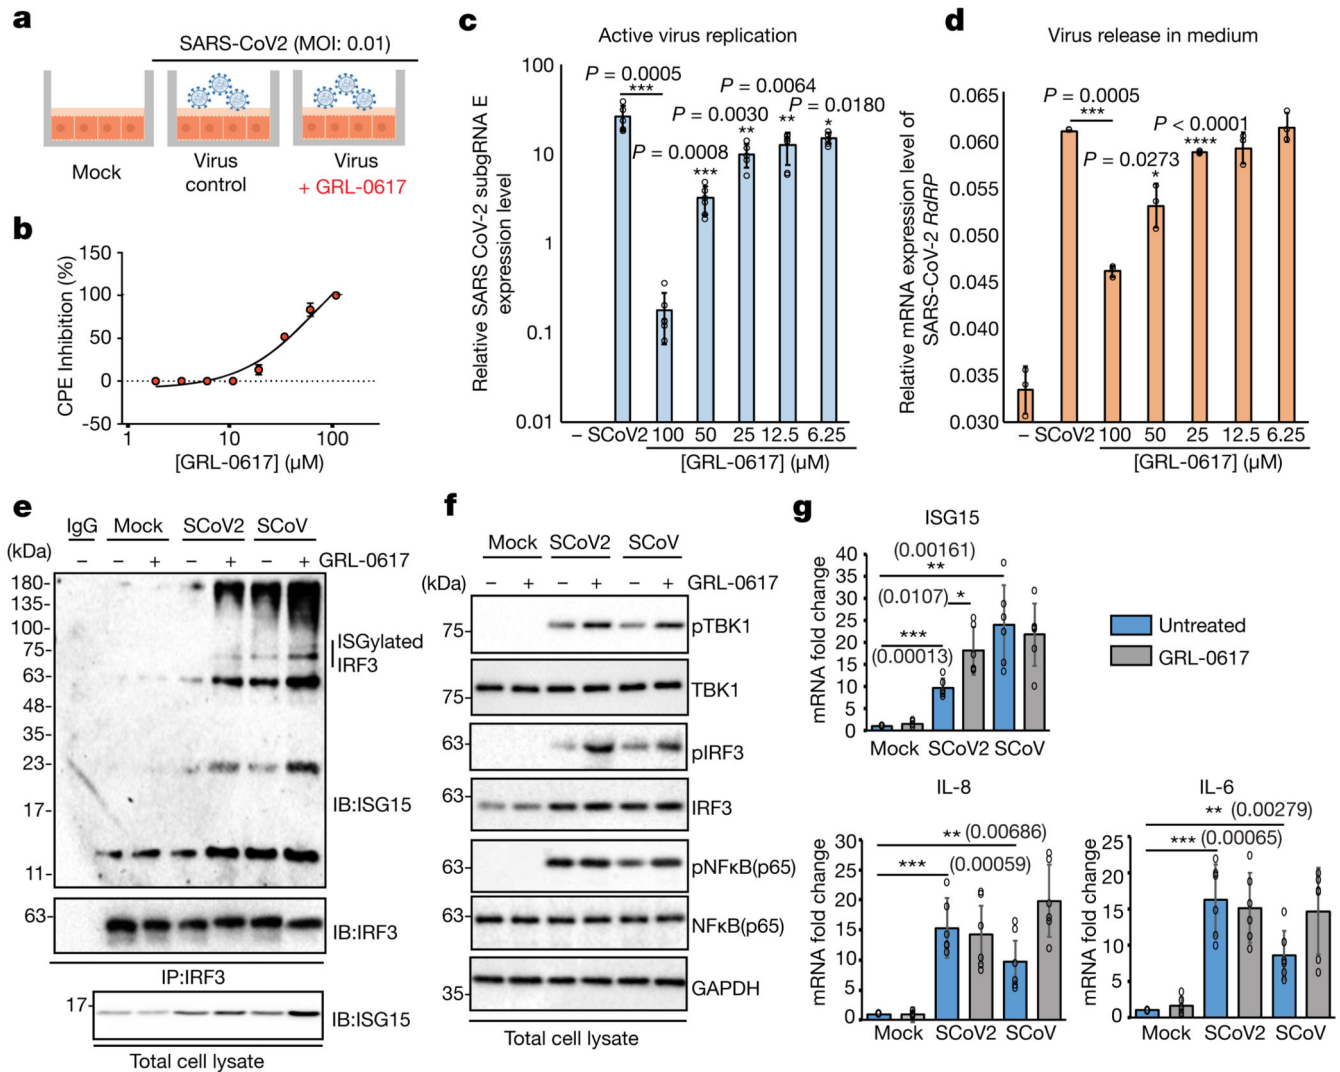 a
SARS-CoV2 (MOI: 0.01)
Mock
Virus
control
Virus
+ GRL-0617
b
CPE Inhibition (%)
150
100
50
0
-50
1
10
100
[GRL-0617] (µM)
c
Active virus replication
Relative SARS CoV-2 subgRNA E
expression level
100
10
1
0.1
0.01
P = 0.0005
***
P = 0.0008
***
P = 0.0030
**
P = 0.0064
**
P = 0.0180
*
– SCoV2 100 50 25 12.5 6.25
[GRL-0617] (µM)
d
Virus release in medium
Relative mRNA expression level of
SARS-CoV-2 RdRP
0.065
0.060
0.055
0.050
0.045
0.040
0.035
0.030
P = 0.0005
***
P = 0.0273
*
P < 0.0001
****
– SCoV2 100 50 25 12.5 6.25
[GRL-0617] (µM)
e
IgG Mock SCoV2 SCoV
(kDa)
– – + – + – + GRL-0617
180-
135-
100-
75-
63-
48-
35-
23-
17-
11-
ISGylated
IRF3
IB:ISG15
63-
IB:IRF3
IP:IRF3
17-
IB:ISG15
Total cell lysate
f
Mock SCoV2 SCoV
(kDa) – + – + – + GRL-0617
75- pTBK1
75- TBK1
63- pIRF3
63- IRF3
63- pNFκB(p65)
63- NFκB(p65)
35- GAPDH
Total cell lysate
g
ISG15
mRNA fold change
40
35
30
25
20
15
10
5
0
(0.00161)
**
(0.0107)
*
***
(0.00013)
Mock SCoV2 SCoV
Untreated
GRL-0617
IL-8
mRNA fold change
30
25
20
15
10
5
0
** (0.00686)
*** (0.00059)
Mock SCoV2 SCoV
IL-6
mRNA fold change
25
20
15
10
5
0
** (0.00279)
*** (0.00065)
Mock SCoV2 SCoV